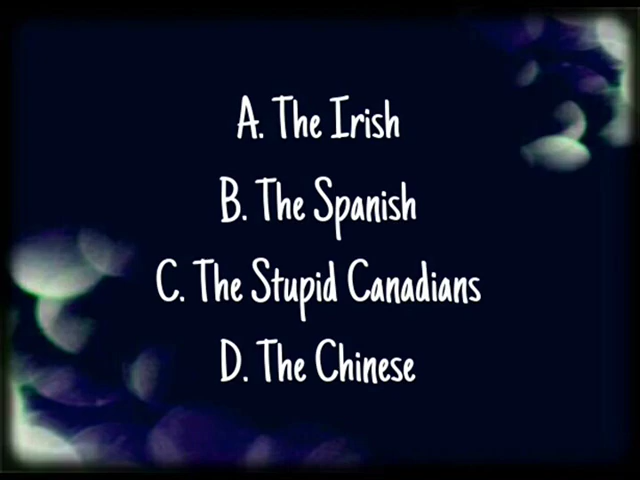 A. The Irish
B. The Spanish
C. The Stupid Canadians
D. The Chinese